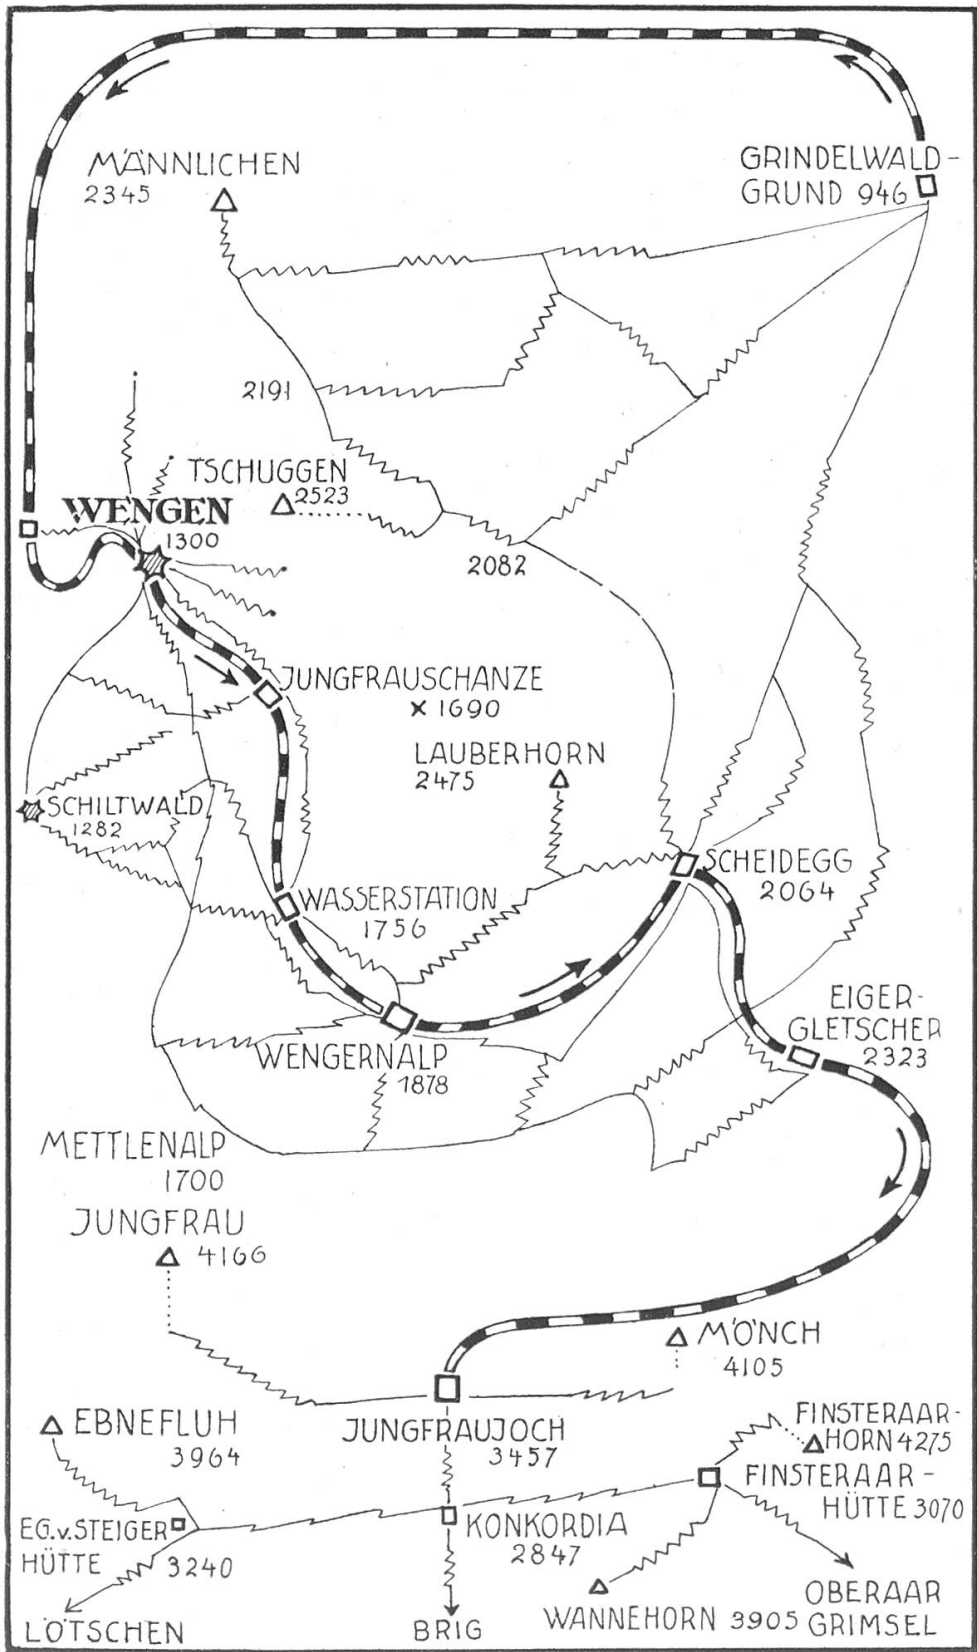 MÄNNLICHEN
2345
GRINDELWALD-
GRUND 946
2191
TSCHUGGEN
2523
WENGEN
1300
2082
JUNGFRAUSCHANZE
x 1690
LAUBERHORN
2475
SCHILTWALD
1282
SCHEIDEGG
2064
WASSERSTATION
1756
EIGER-
GLETSCHER
2323
WENGERNALP
1878
METTLENALP
1700
JUNGFRAU
4166
MÖNCH
4105
JUNGFRAUJOCH
3457
EBNEFLUH
3964
FINSTERAAR-
HORN 4275
FINSTERAAR-
HÜTTE 3070
EG.v.STEIGER
HÜTTE 3240
KONKORDIA
2847
LÖTSCHEN
BRIG
WANNEHORN 3905
OBERAAR
GRIMSEL